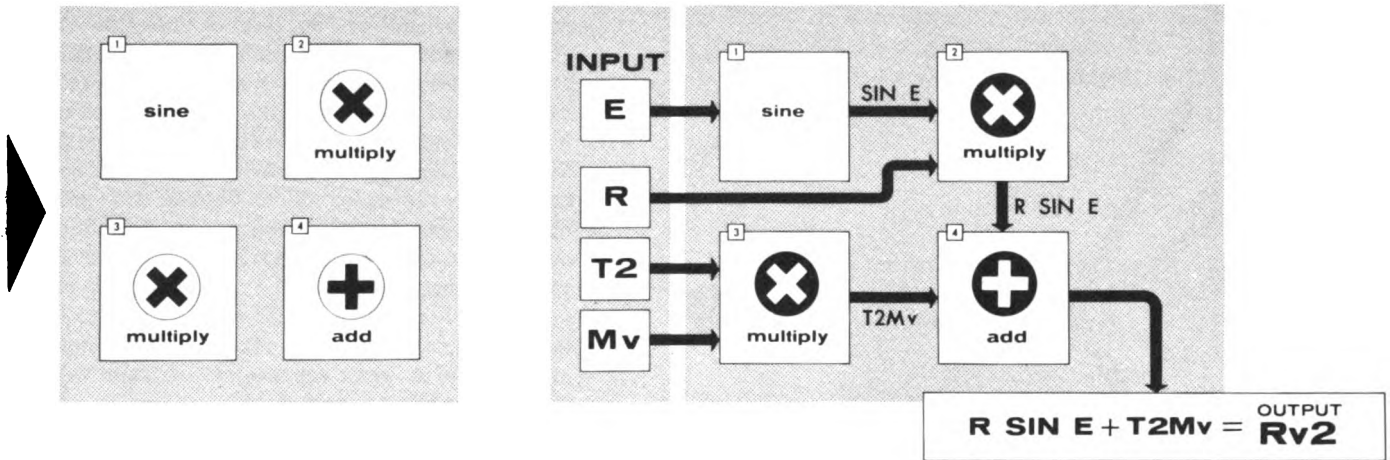 1
sine
2
multiply
3
multiply
4
add
INPUT
E
R
T2
Mv
1
sine
SIN E
2
multiply
R SIN E
3
multiply
T2Mv
4
add
R SIN E + T2Mv = OUTPUT Rv2